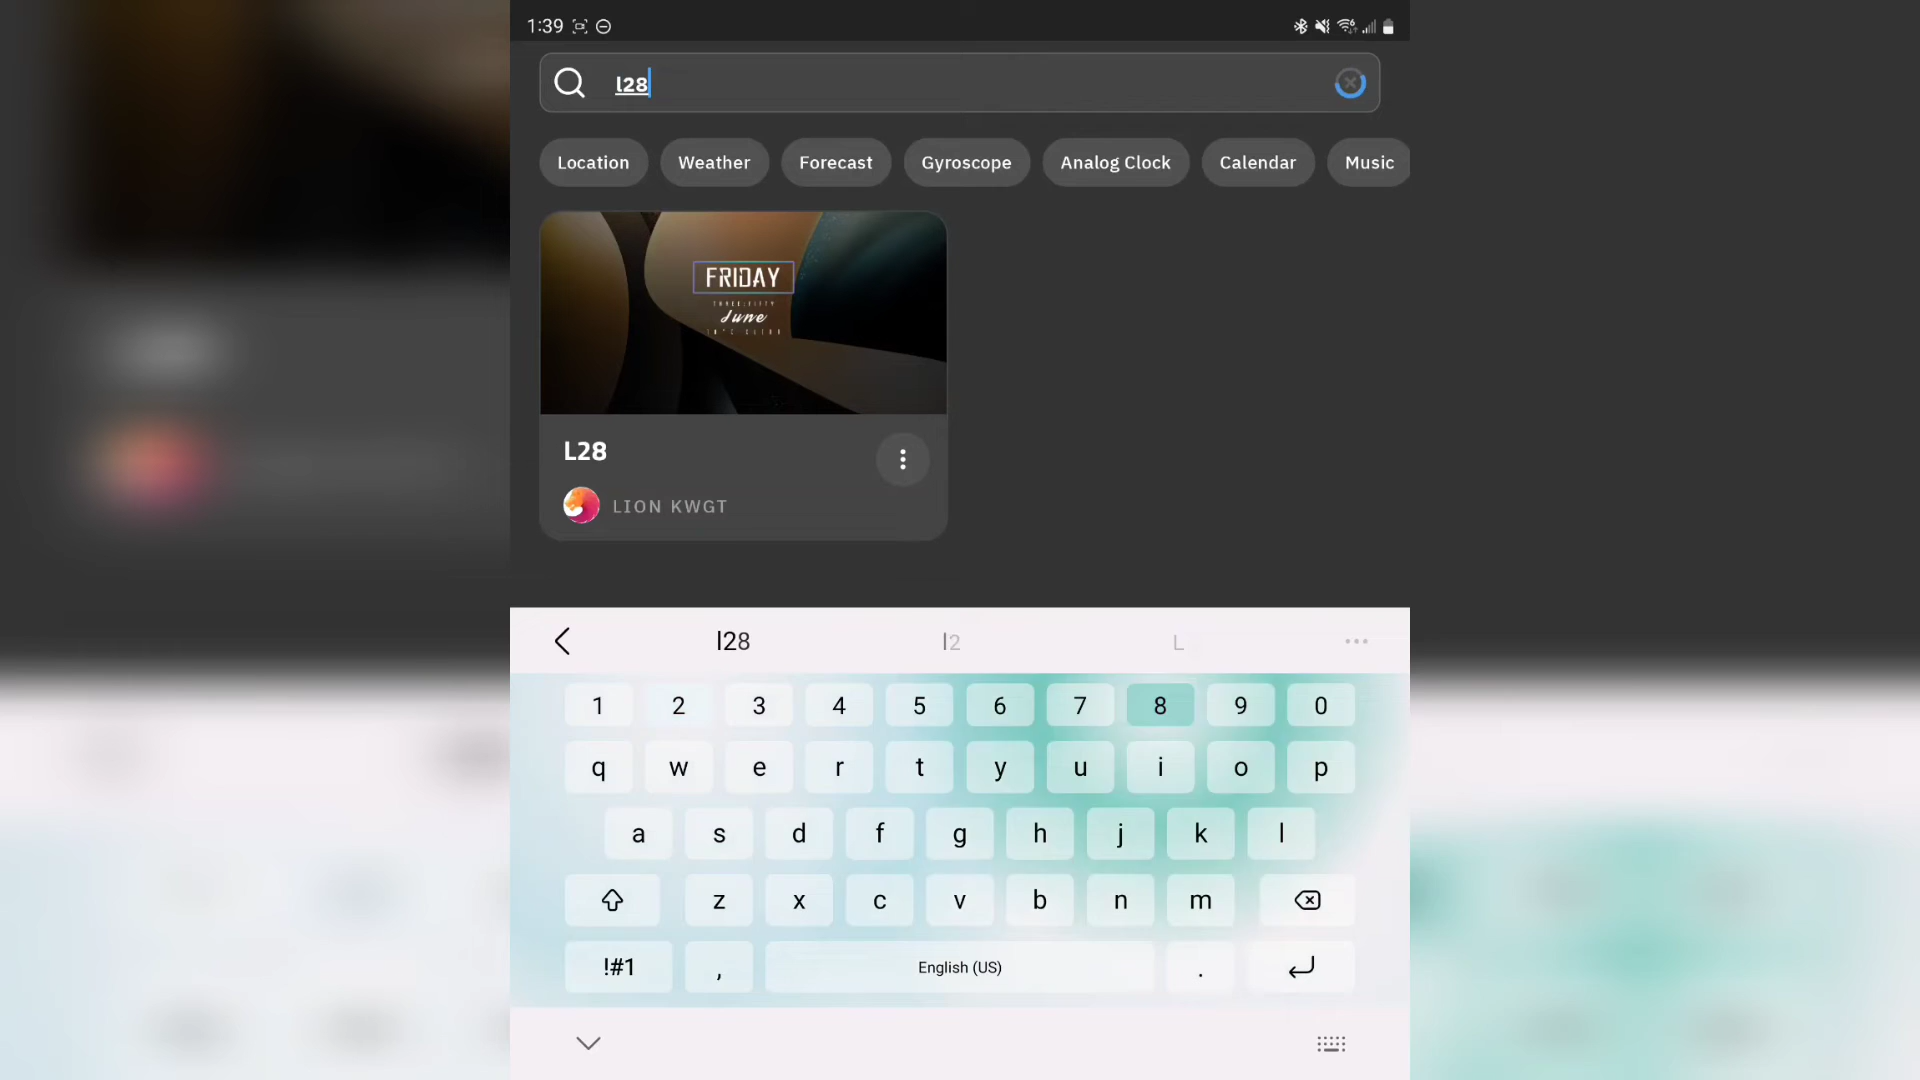 1:39
l28
Location Weather Forecast Gyroscope Analog Clock Calendar Music
FRIDAY
THREE:FIFTY
June
L28
LION KWGT
l28 l2 L
1 2 3 4 5 6 7 8 9 0
q w e r t y u i o p
a s d f g h j k l
z x c v b n m
!#1 , English (US) .